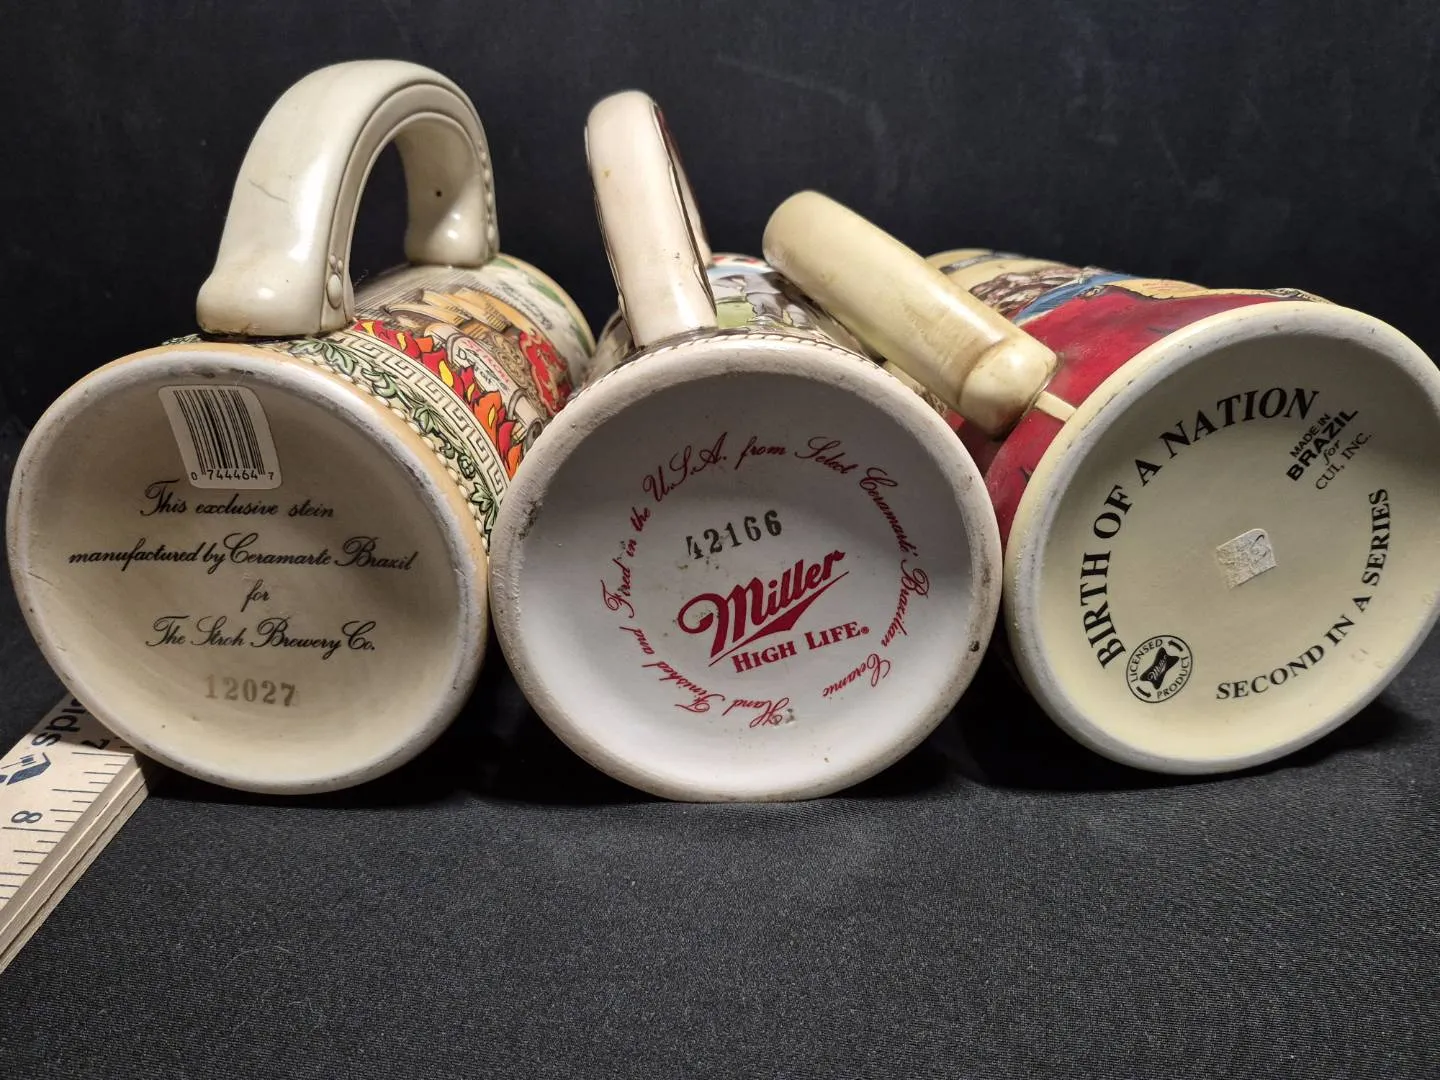 0 744464 7
This exclusive stein
manufactured by Ceramarte Brazil
for
The Stroh Brewery Co.
12027
Hand Finished and Fired in the U.S.A. from Select Ceramarte Brazilian Ceramic
42166
Miller
HIGH LIFE®
BIRTH OF A NATION
MADE IN
BRAZIL
for
CUI, INC.
SECOND IN A SERIES
LICENSED
Miller
PRODUCT
8